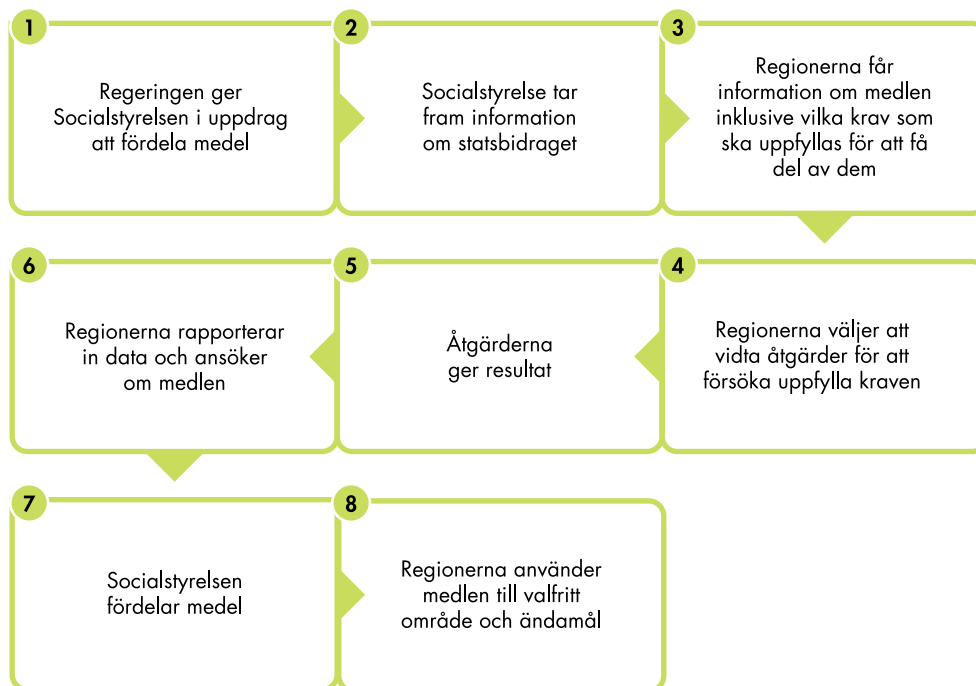 1
Regeringen ger
Socialstyrelsen i uppdrag
att fördela medel
2
Socialstyrelse tar
fram information
om statsbidraget
3
Regionerna får
information om medlen
inklusive vilka krav som
ska uppfyllas för att få
del av dem
4
Regionerna väljer att
vidta åtgärder för att
försöka uppfylla kraven
5
Åtgärderna
ger resultat
6
Regionerna rapporterar
in data och ansöker
om medlen
7
Socialstyrelsen
fördelar medel
8
Regionerna använder
medlen till valfritt
område och ändamål